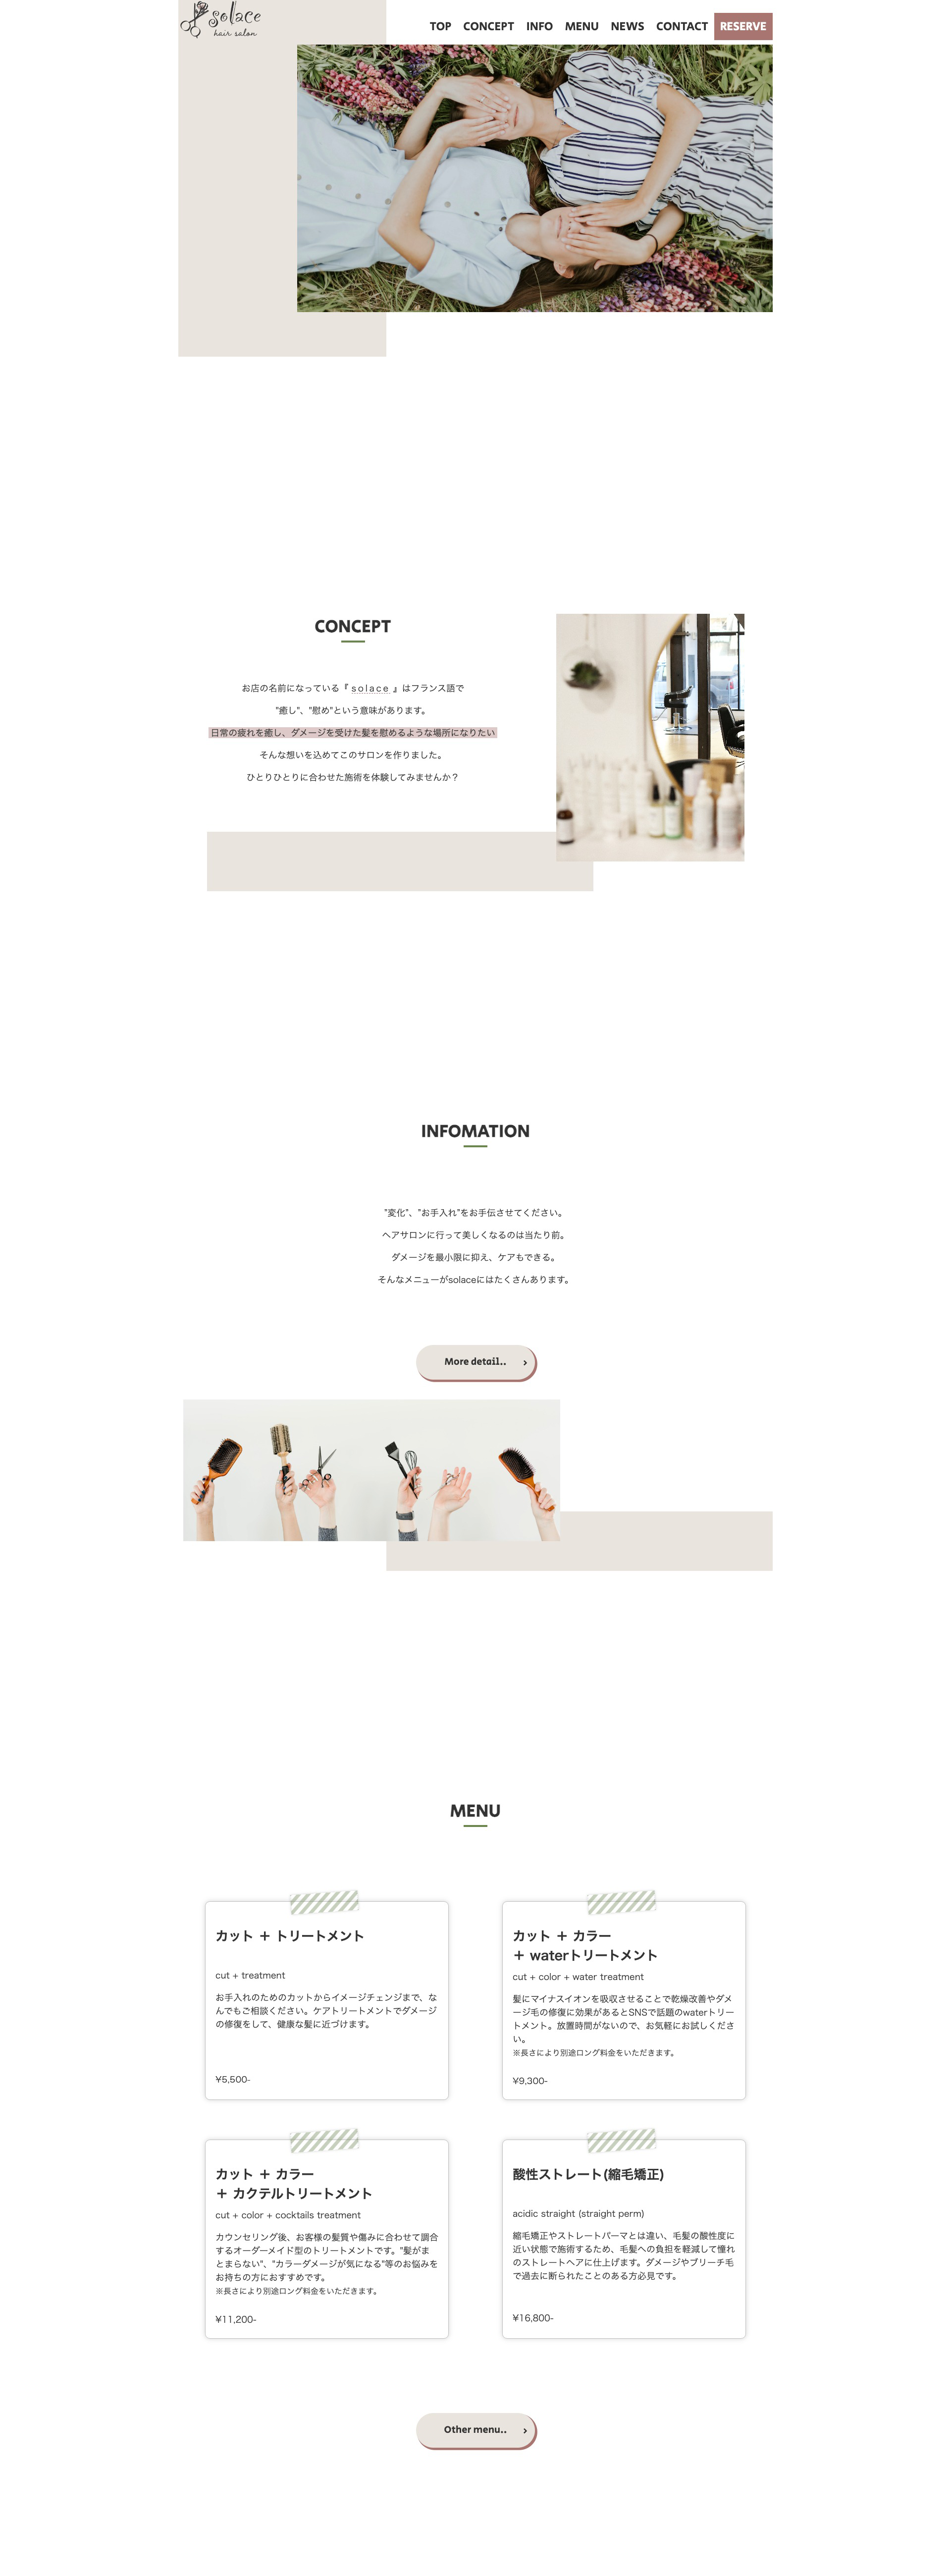 solace
hair salon
TOP CONCEPT INFO MENU NEWS CONTACT RESERVE
CONCEPT
お店の名前になっている『 solace 』はフランス語で
"癒し"、"慰め"という意味があります。
日常の疲れを癒し、ダメージを受けた髪を慰めるような場所になりたい
そんな想いを込めてこのサロンを作りました。
ひとりひとりに合わせた施術を体験してみませんか？
INFOMATION
"変化"、"お手入れ"をお手伝させてください。
ヘアサロンに行って美しくなるのは当たり前。
ダメージを最小限に抑え、ケアもできる。
そんなメニューがsolaceにはたくさんあります。
More detail.. ›
MENU
カット ＋ トリートメント
cut + treatment
お手入れのためのカットからイメージチェンジまで、な
んでもご相談ください。ケアトリートメントでダメージ
の修復をして、健康な髪に近づけます。
¥5,500-
カット ＋ カラー
＋ waterトリートメント
cut + color + water treatment
髪にマイナスイオンを吸収させることで乾燥改善やダメ
ージ毛の修復に効果があるとSNSで話題のwaterトリー
トメント。放置時間がないので、お気軽にお試しくださ
い。
※長さにより別途ロング料金をいただきます。
¥9,300-
カット ＋ カラー
＋ カクテルトリートメント
cut + color + cocktails treatment
カウンセリング後、お客様の髪質や傷みに合わせて調合
するオーダーメイド型のトリートメントです。"髪がま
とまらない"、"カラーダメージが気になる"等のお悩みを
お持ちの方におすすめです。
※長さにより別途ロング料金をいただきます。
¥11,200-
酸性ストレート(縮毛矯正)
acidic straight (straight perm)
縮毛矯正やストレートパーマとは違い、毛髪の酸性度に
近い状態で施術するため、毛髪への負担を軽減して憧れ
のストレートヘアに仕上げます。ダメージやブリーチ毛
で過去に断られたことのある方必見です。
¥16,800-
Other menu.. ›